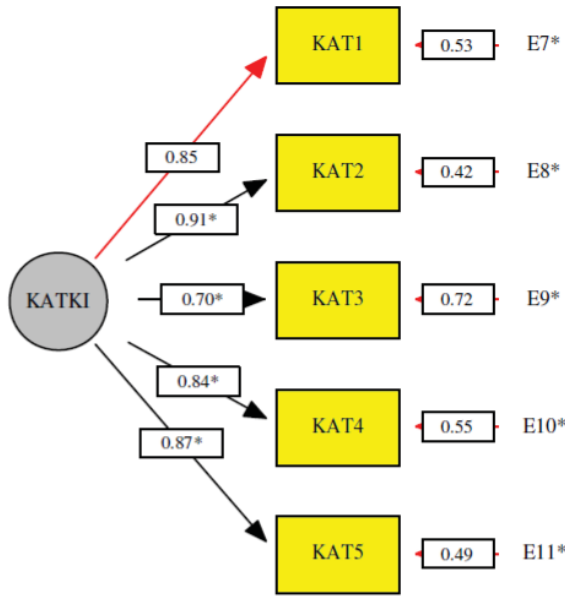 KAT1
0.53
E7*
0.85
KAT2
0.42
E8*
0.91*
KATKI
0.70*
KAT3
0.72
E9*
0.84*
KAT4
0.55
E10*
0.87*
KAT5
0.49
E11*